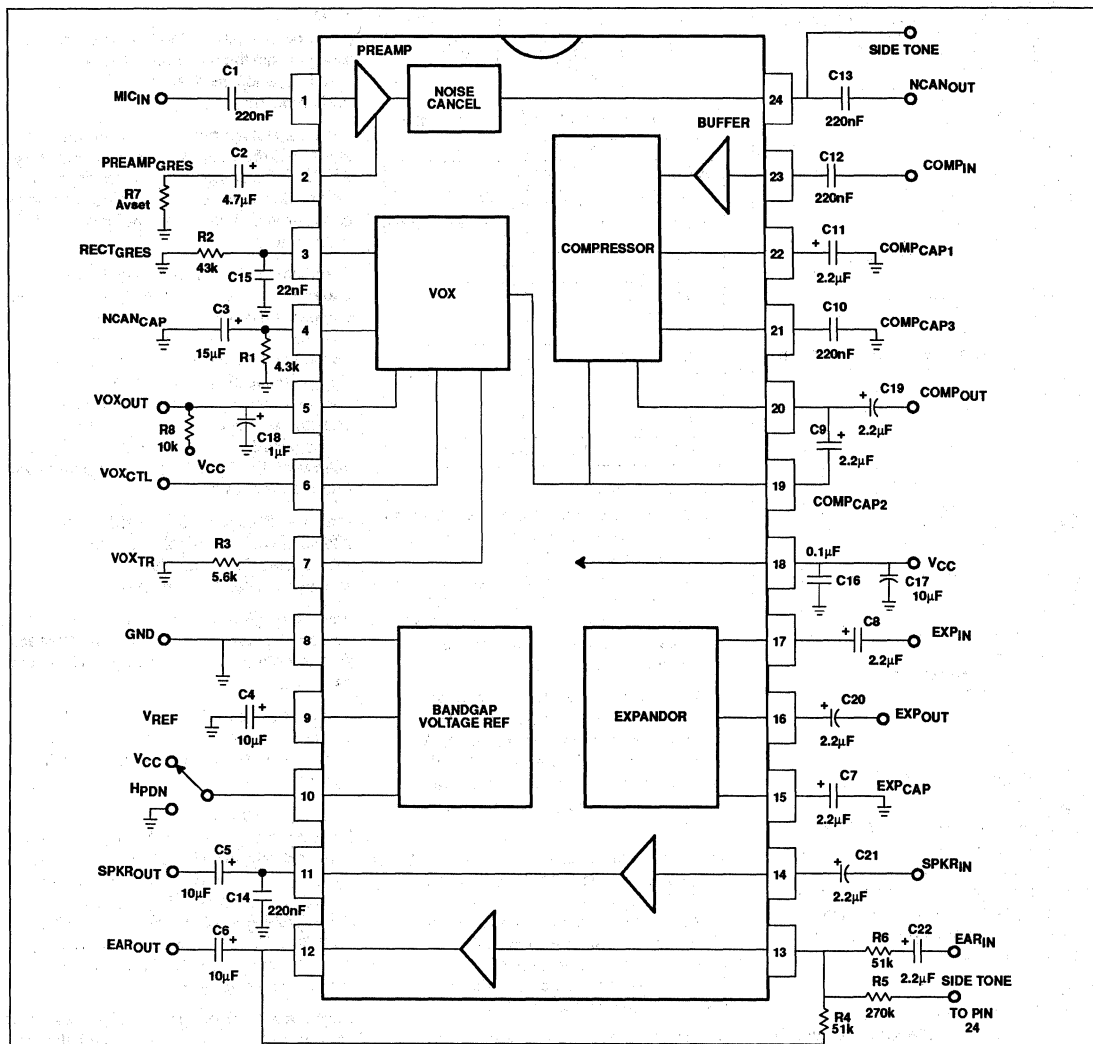 PREAMP
SIDE TONE
C1
MICIN
220nF
1
NOISE
CANCEL
24
C13
NCANOUT
220nF
BUFFER
PREAMPGRES
C2
+
R7
Avset
4.7µF
2
23
C12
COMPIN
220nF
RECTGRES
R2
43k
C15
22nF
3
VOX
COMPRESSOR
22
+
C11
COMPCAP1
2.2µF
NCANCAP
C3
+
15µF
R1
4.3k
4
21
C10
COMPCAP3
220nF
VOXOUT
R8
10k
VCC
+
C18
1µF
5
20
+
C19
COMPOUT
2.2µF
C9
+
2.2µF
VOXCTL
6
19
COMPCAP2
VOXTR
R3
5.6k
7
18
0.1µF
C16
VCC
C17
10µF
GND
8
17
+
C8
EXPIN
2.2µF
VREF
C4
+
10µF
9
BANDGAP
VOLTAGE REF
EXPANDOR
16
+
C20
EXPOUT
2.2µF
VCC
HPDN
10
15
+
C7
EXPCAP
2.2µF
SPKROUT
C5
+
10µF
C14
220nF
11
14
+
C21
SPKRIN
2.2µF
EAROUT
C6
+
10µF
12
13
R6
51k
+
C22
2.2µF
EARIN
R5
270k
SIDE TONE
TO PIN
24
R4
51k